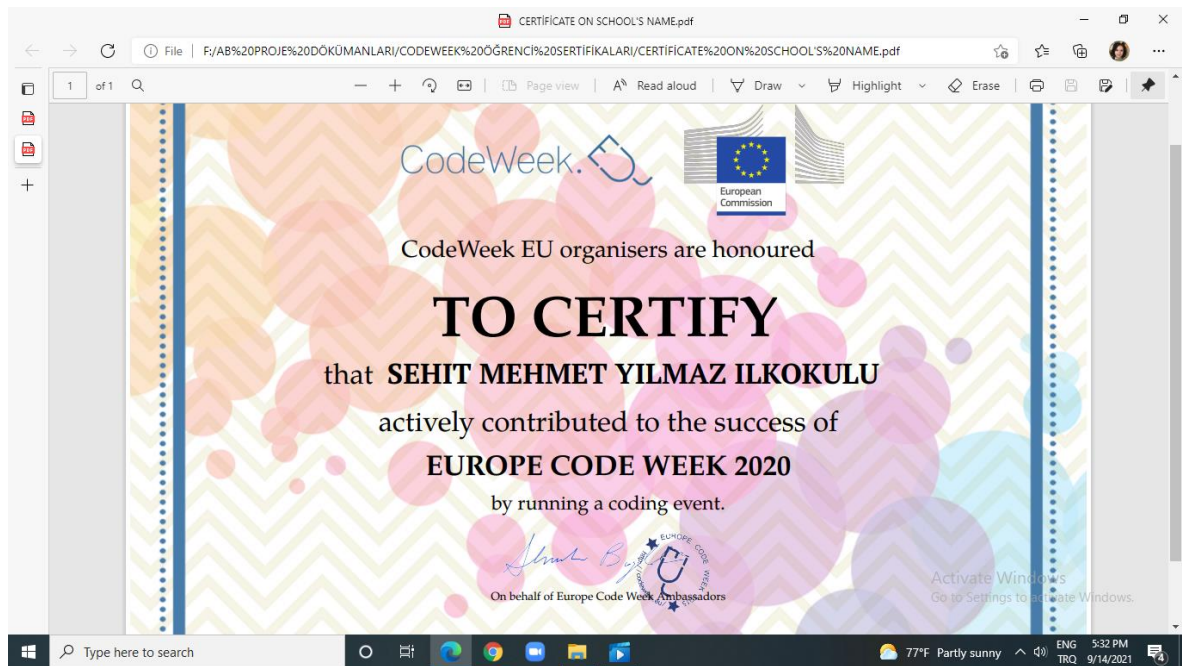 CERTİFİCATE ON SCHOOL'S NAME.pdf
File | F:/AB%20PROJE%20DÖKÜMANLARI/CODEWEEK%20ÖĞRENCİ%20SERTİFİKALARI/CERTİFİCATE%20ON%20SCHOOL'S%20NAME.pdf
1 of 1 Page view Read aloud Draw Highlight Erase
CodeWeek.
European
Commission
CodeWeek EU organisers are honoured
TO CERTIFY
that SEHIT MEHMET YILMAZ ILKOKULU
actively contributed to the success of
EUROPE CODE WEEK 2020
by running a coding event.
EUROPE CODE WEEK
On behalf of Europe Code Week Ambassadors
Activate Windows
Go to Settings to activate Windows.
Type here to search
77°F Partly sunny
ENG 5:32 PM
TRQ 9/14/2021
4